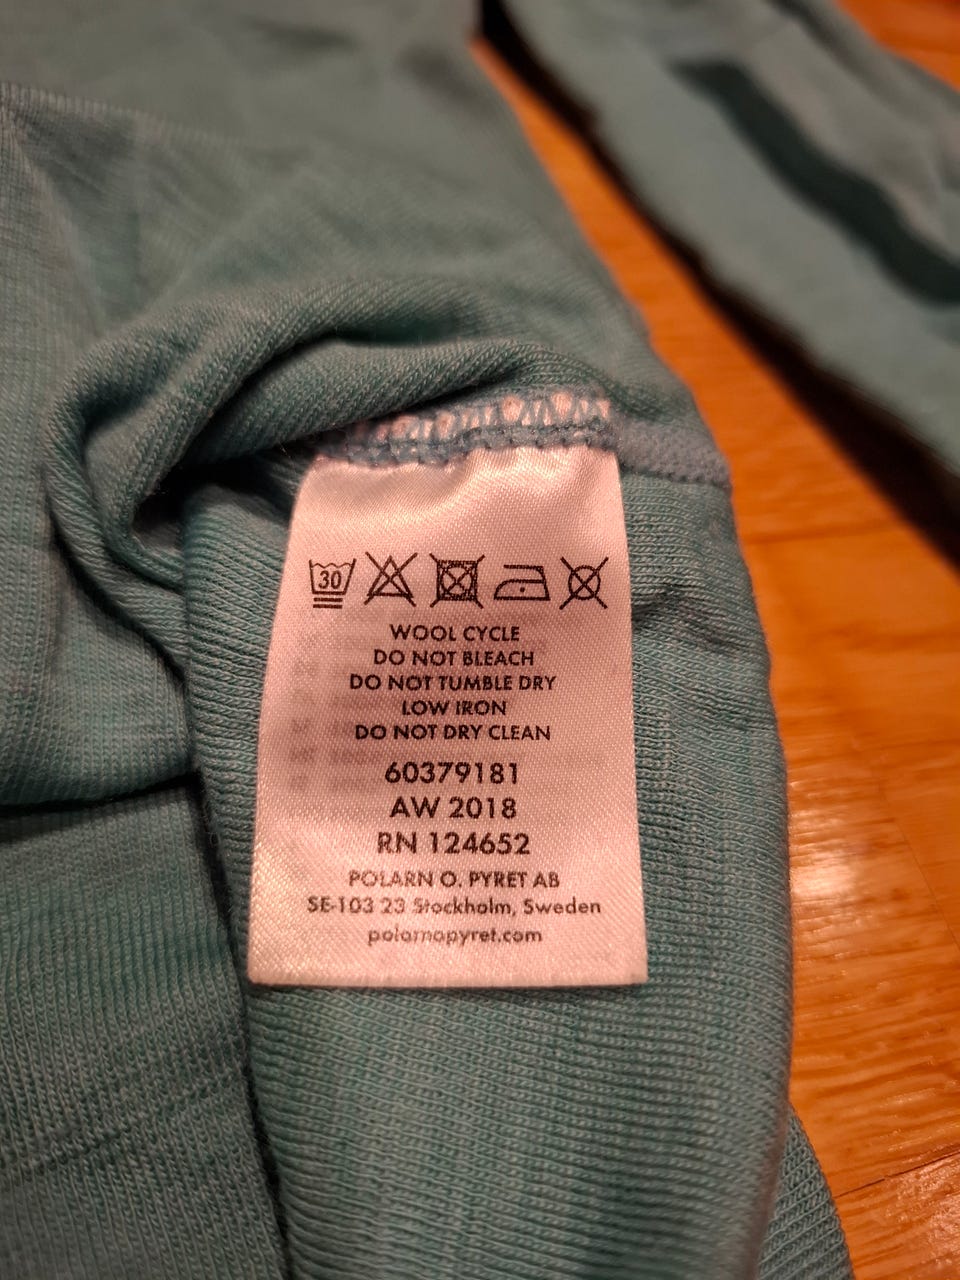 30
WOOL CYCLE
DO NOT BLEACH
DO NOT TUMBLE DRY
LOW IRON
DO NOT DRY CLEAN
60379181
AW 2018
RN 124652
POLARN O. PYRET AB
SE-103 23 Stockholm, Sweden
polarnopyret.com